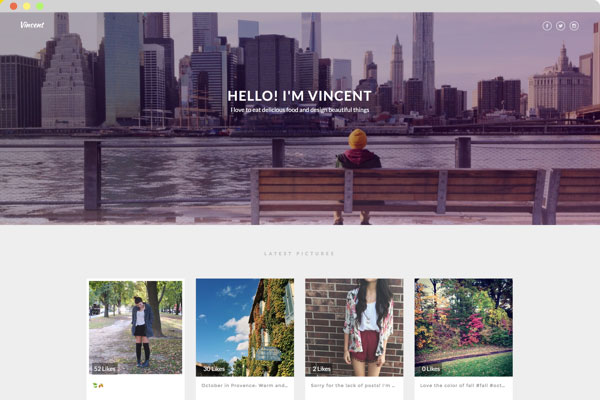 Vincent
HELLO! I'M VINCENT
I love to eat delicious food and design beautiful things
LATEST PICTURES
52 Likes
30 Likes
2 Likes
0 Likes
October in Provence: Warm and...
Sorry for the lack of posts! I'm ...
Love the color of fall #fall #aut...